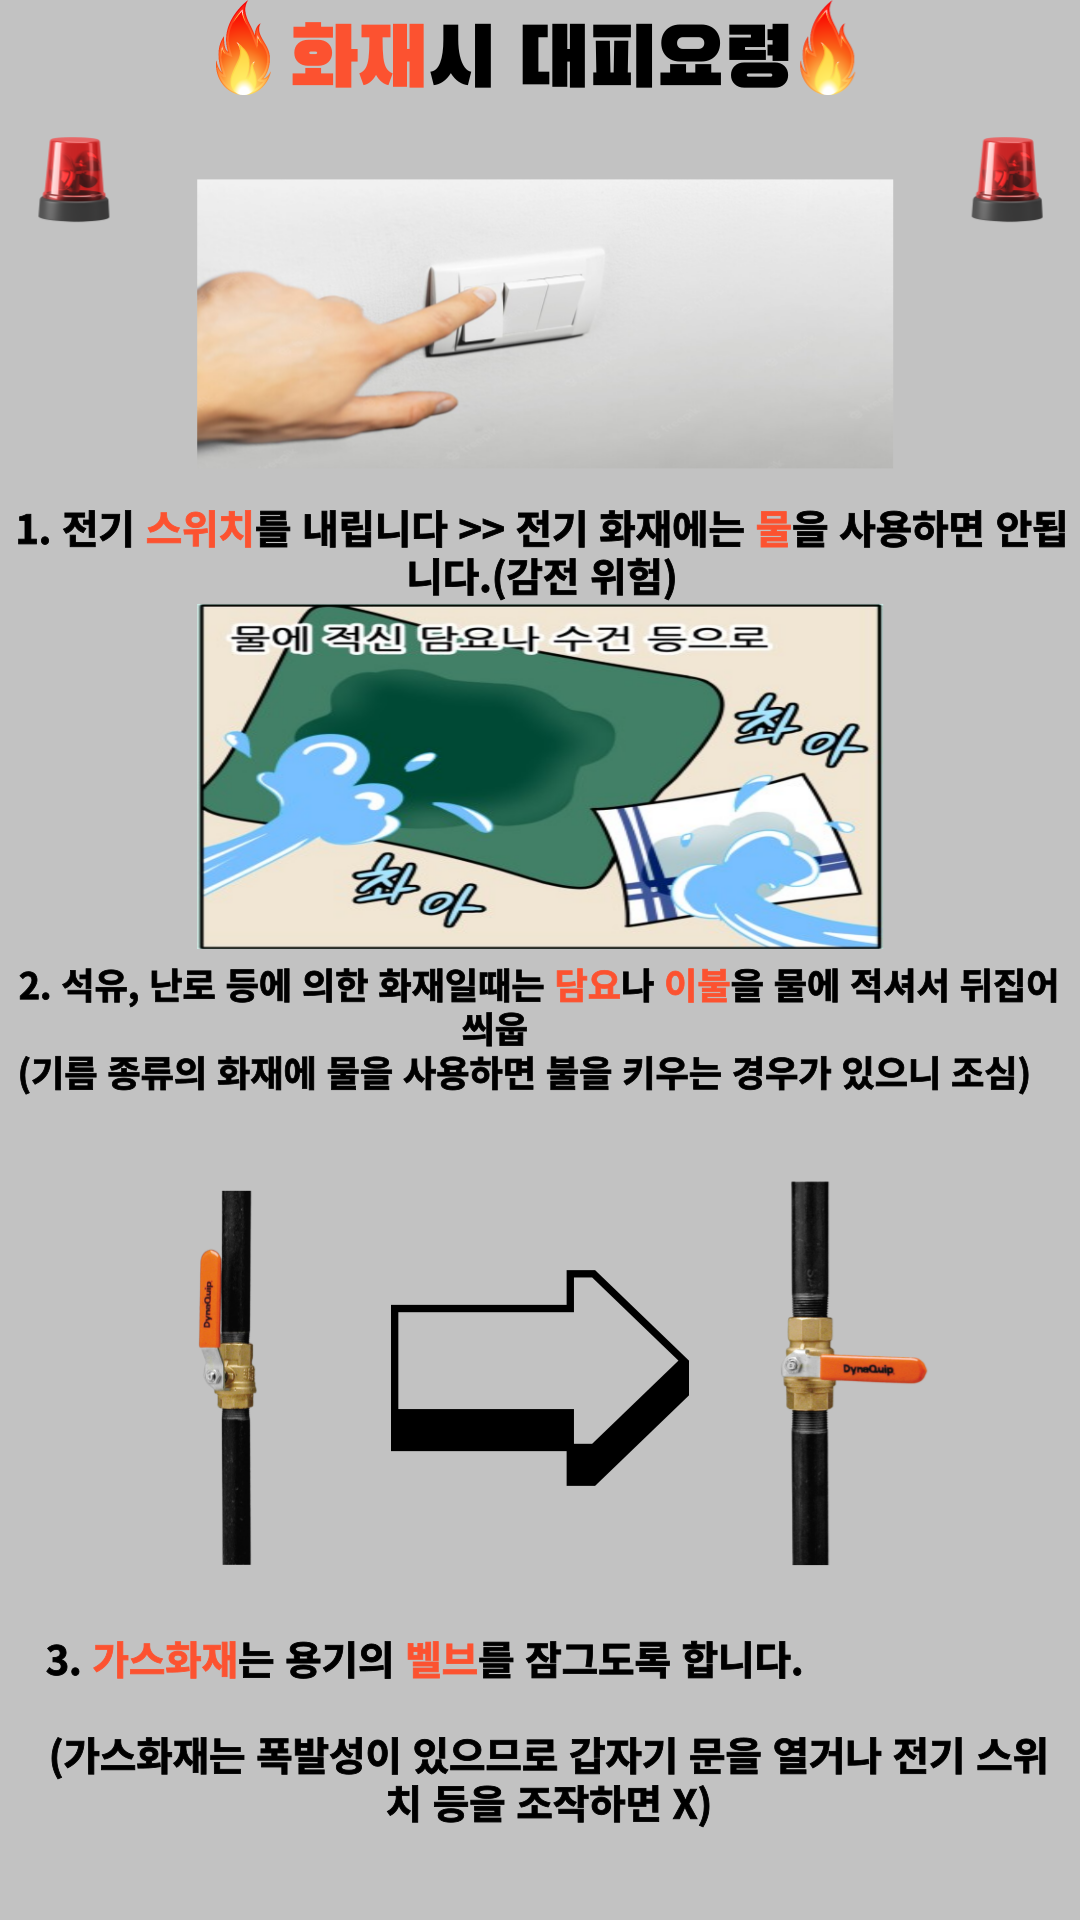 화재시 대피요령
1. 전기 스위치를 내립니다 >> 전기 화재에는 물을 사용하면 안됩
니다.(감전 위험)
물에 적신 담요나 수건 등으로
촤아
촤아
2. 석유, 난로 등에 의한 화재일때는 담요나 이불을 물에 적셔서 뒤집어
씌웁
(기름 종류의 화재에 물을 사용하면 불을 키우는 경우가 있으니 조심)
DynaQuip
DynaQuip
3. 가스화재는 용기의 벨브를 잠그도록 합니다.
(가스화재는 폭발성이 있으므로 갑자기 문을 열거나 전기 스위
치 등을 조작하면 X)